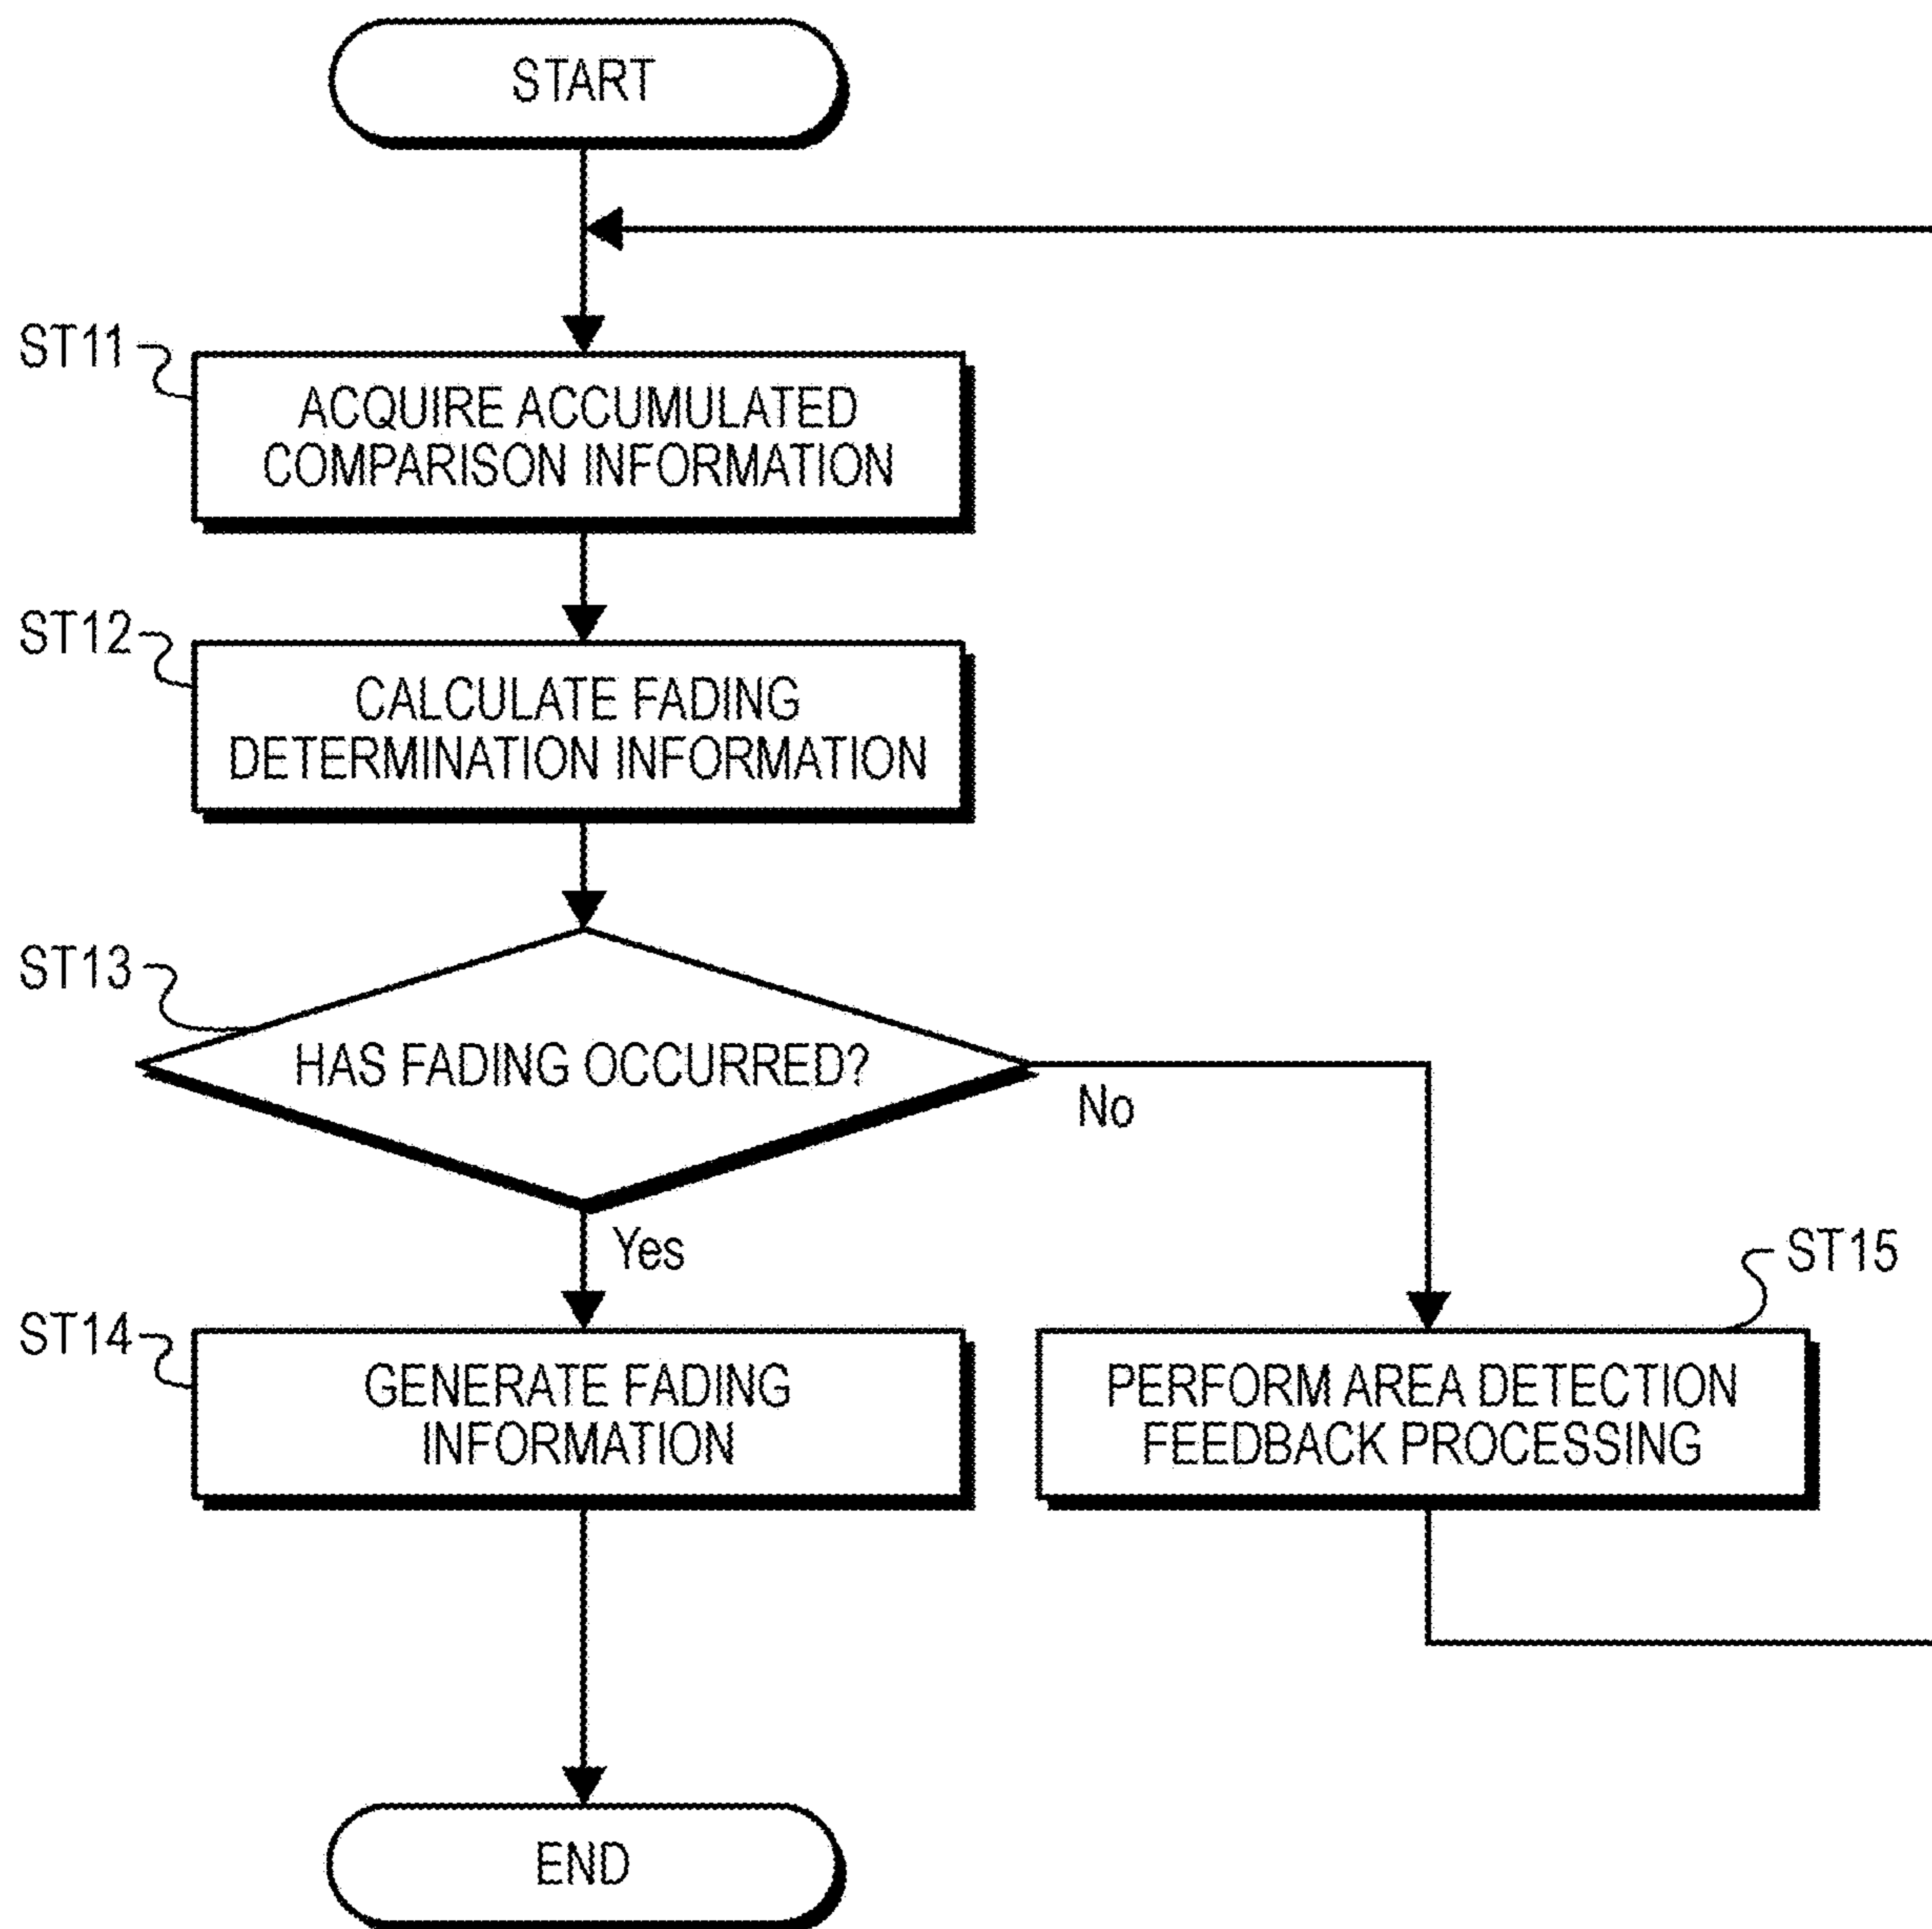 START
ST11
ACQUIRE ACCUMULATED
COMPARISON INFORMATION
ST12
CALCULATE FADING
DETERMINATION INFORMATION
ST13
HAS FADING OCCURRED?
No
Yes
ST15
ST14
GENERATE FADING
INFORMATION
PERFORM AREA DETECTION
FEEDBACK PROCESSING
END